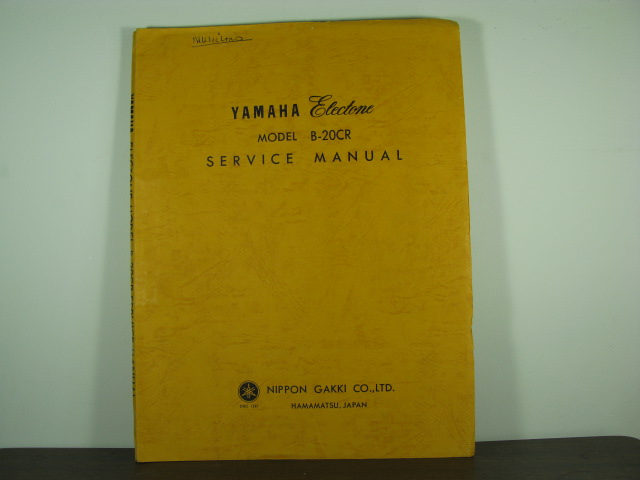 YAMAHA Electone
MODEL B-20CR
SERVICE MANUAL
NIPPON GAKKI CO.,LTD.
HAMAMATSU, JAPAN